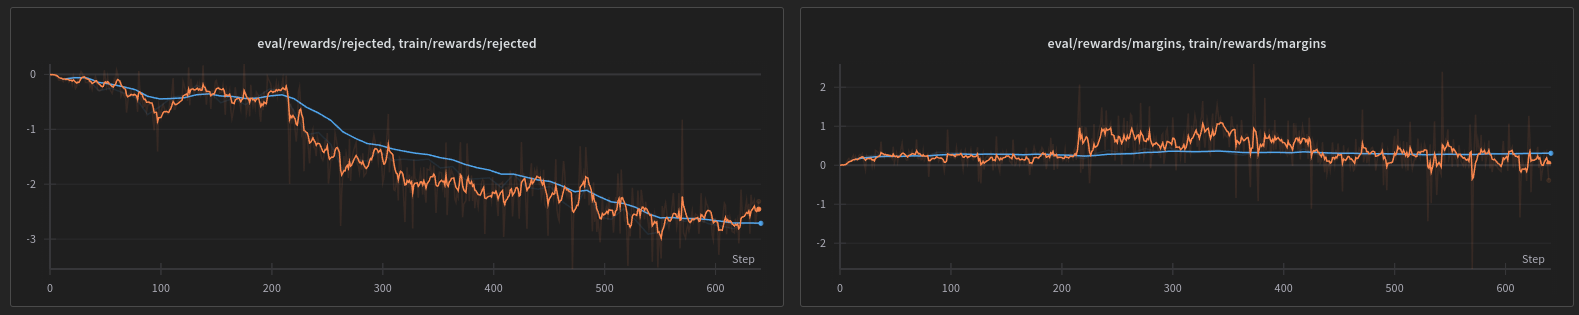 eval/rewards/rejected, train/rewards/rejected
0
-1
-2
-3
Step
0 100 200 300 400 500 600
eval/rewards/margins, train/rewards/margins
2
1
0
-1
-2
Step
0 100 200 300 400 500 600